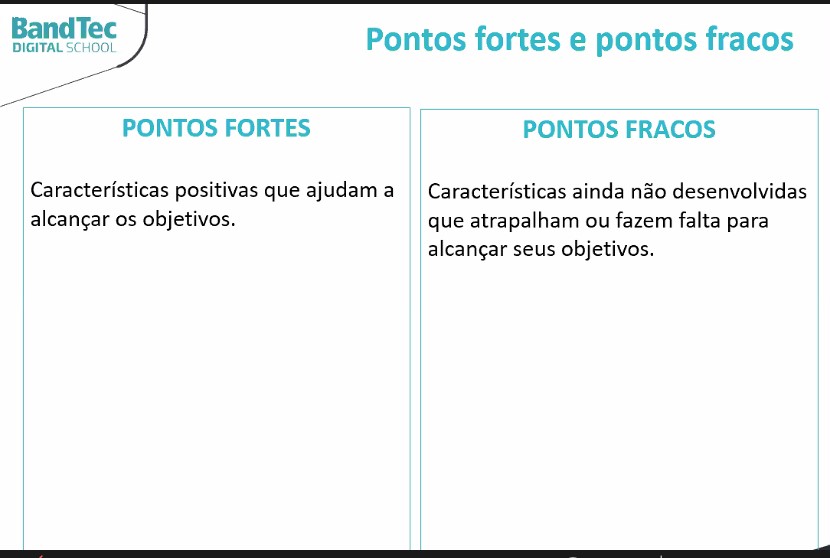 BandTec
DIGITAL SCHOOL
Pontos fortes e pontos fracos
PONTOS FORTES
Características positivas que ajudam a
alcançar os objetivos.
PONTOS FRACOS
Características ainda não desenvolvidas
que atrapalham ou fazem falta para
alcançar seus objetivos.